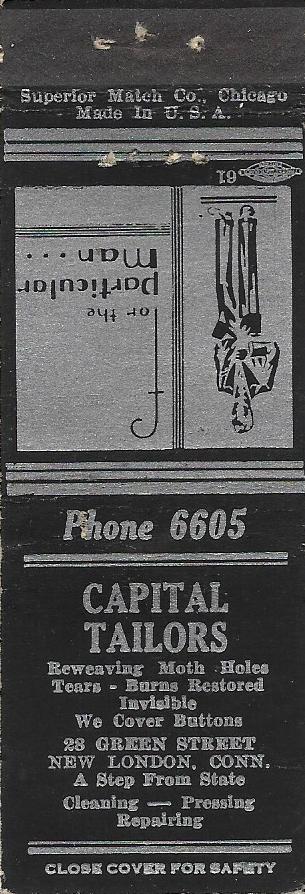 Superior Match Co., Chicago
Made In U. S. A.
19
for the
particular
man...
Phone 6605
CAPITAL
TAILORS
Reweaving Moth Holes
Tears - Burns Restored
Invisible
We Cover Buttons
28 GREEN STREET
NEW LONDON, CONN.
A Step From State
Cleaning — Pressing
Repairing
CLOSE COVER FOR SAFETY